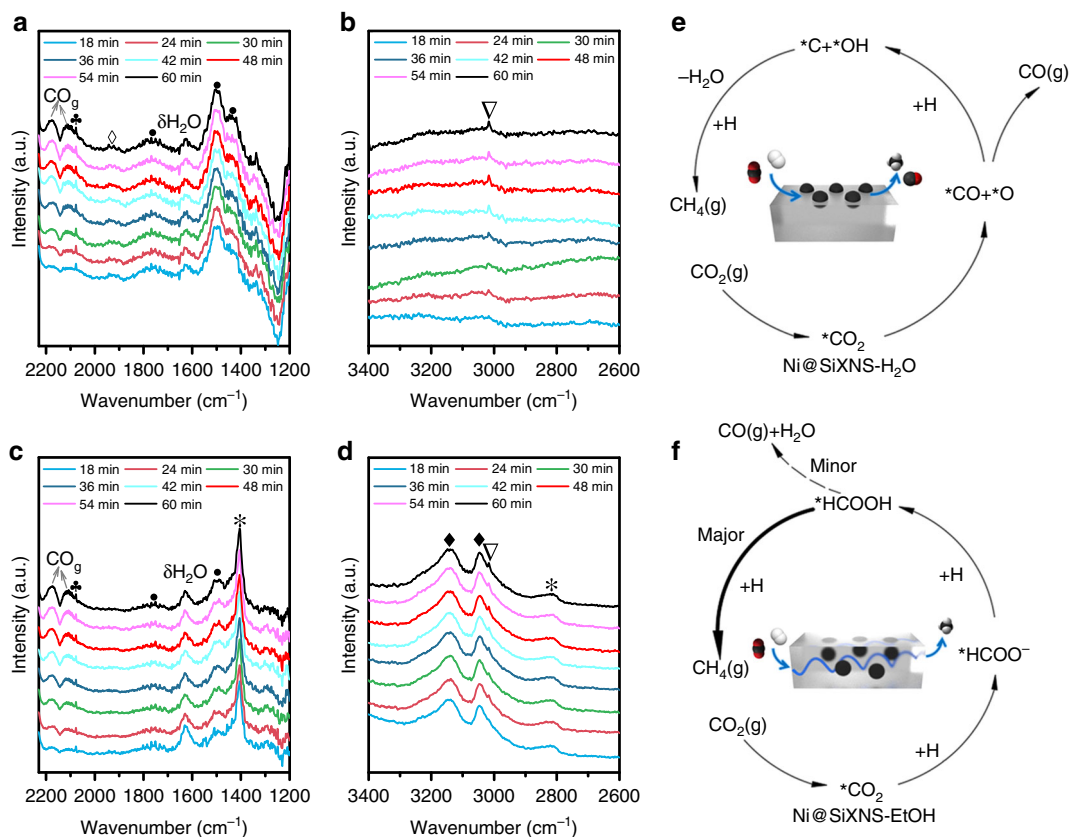 a
18 min 24 min 30 min
36 min 42 min 48 min
54 min 60 min
CO g
♣
◇
●
δH₂O
●
●
Intensity (a.u.)
2200 2000 1800 1600 1400 1200
Wavenumber (cm⁻¹)
b
18 min 24 min 30 min
36 min 42 min 48 min
54 min 60 min
▽
Intensity (a.u.)
3400 3200 3000 2800 2600
Wavenumber (cm⁻¹)
e
*C+*OH
–H₂O
+H
+H
CO(g)
CH₄(g)
*CO+*O
CO₂(g)
*CO₂
Ni@SiXNS-H₂O
c
18 min 24 min 30 min
36 min 42 min 48 min
54 min 60 min
CO g
♣
●
δH₂O
●
*
Intensity (a.u.)
2200 2000 1800 1600 1400 1200
Wavenumber (cm⁻¹)
d
18 min 24 min 30 min
36 min 42 min 48 min
54 min 60 min
◆
◆
▽
*
Intensity (a.u.)
3400 3200 3000 2800 2600
Wavenumber (cm⁻¹)
f
CO(g)+H₂O
Minor
*HCOOH
Major
+H
+H
CH₄(g)
*HCOO⁻
CO₂(g)
+H
*CO₂
Ni@SiXNS-EtOH